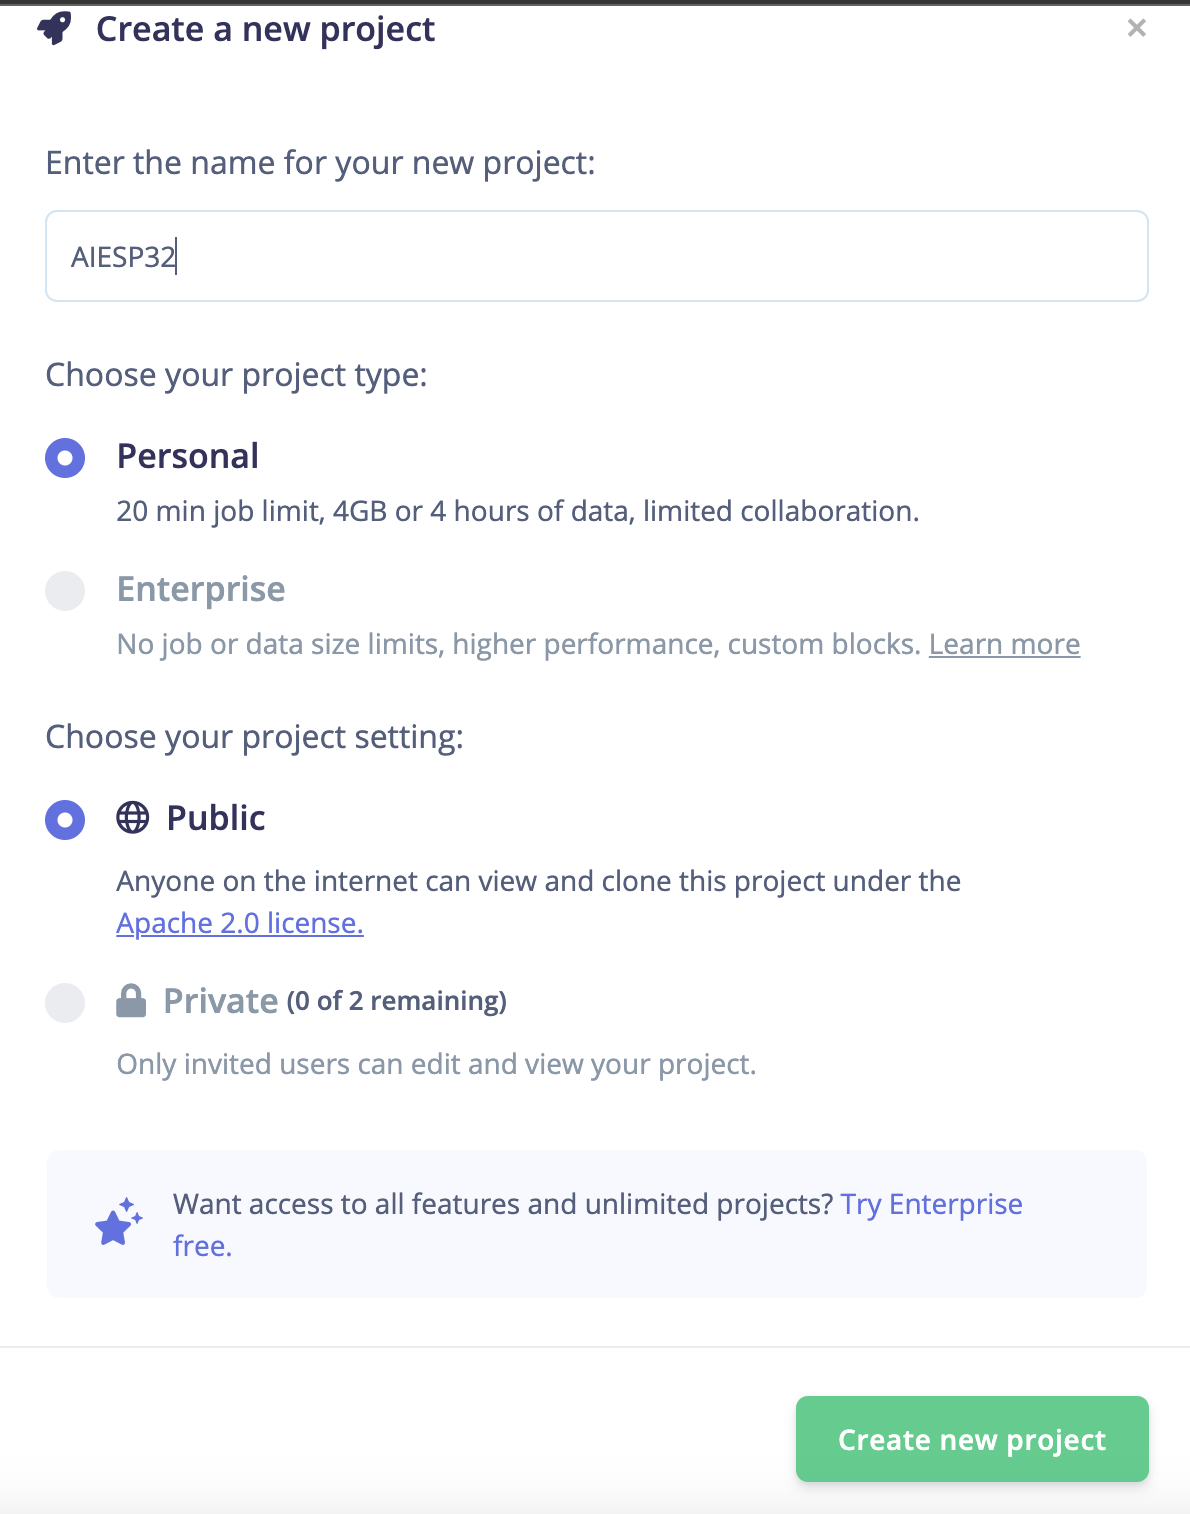 Create a new project
×
Enter the name for your new project:
AIESP32
Choose your project type:
Personal
20 min job limit, 4GB or 4 hours of data, limited collaboration.
Enterprise
No job or data size limits, higher performance, custom blocks. Learn more
Choose your project setting:
Public
Anyone on the internet can view and clone this project under the
Apache 2.0 license.
Private (0 of 2 remaining)
Only invited users can edit and view your project.
Want access to all features and unlimited projects? Try Enterprise
free.
Create new project